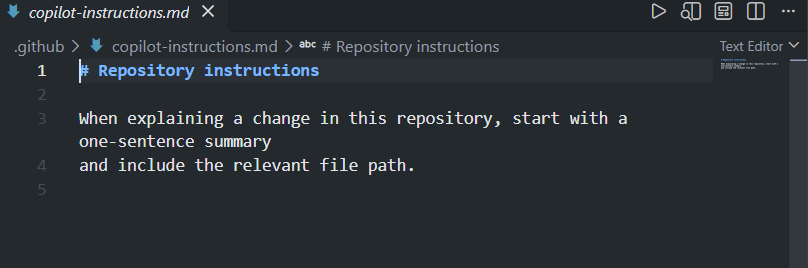 copilot-instructions.md
.github > copilot-instructions.md > abc # Repository instructions
Text Editor
1 # Repository instructions
2
3 When explaining a change in this repository, start with a
one-sentence summary
4 and include the relevant file path.
5